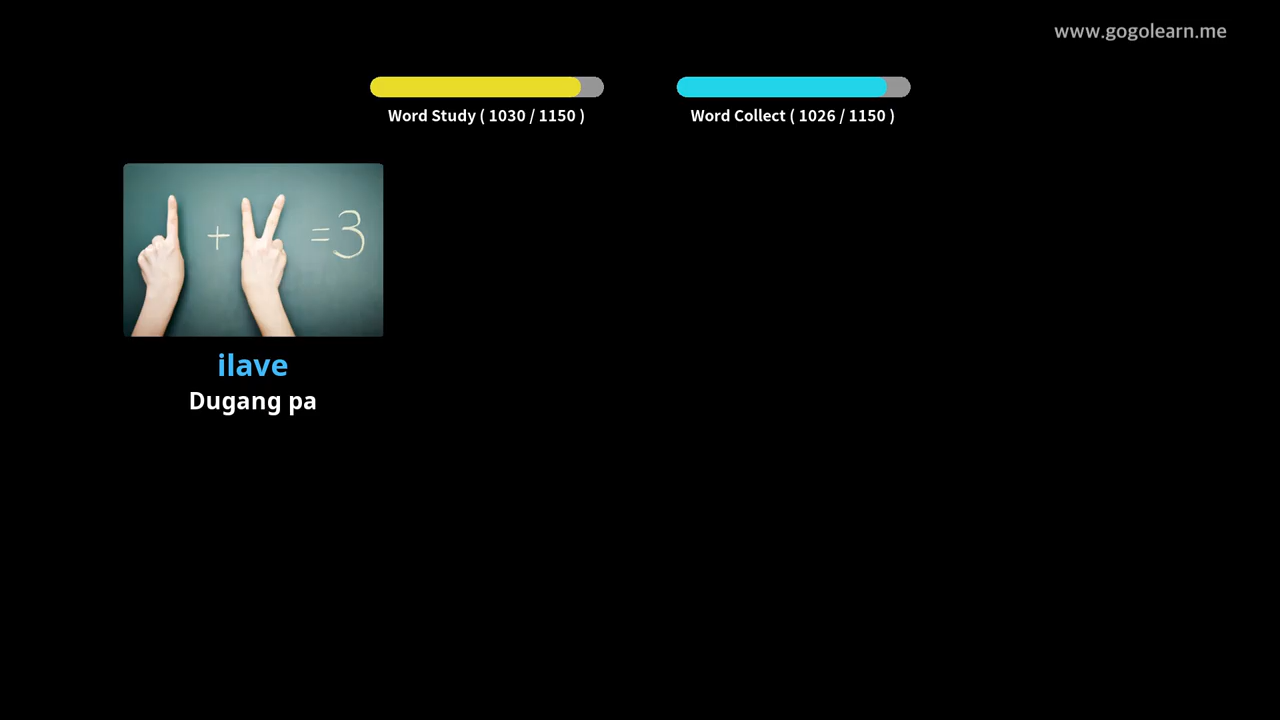 www.gogolearn.me
Word Study ( 1030 / 1150 )
Word Collect ( 1026 / 1150 )
+ =3
ilave
Dugang pa